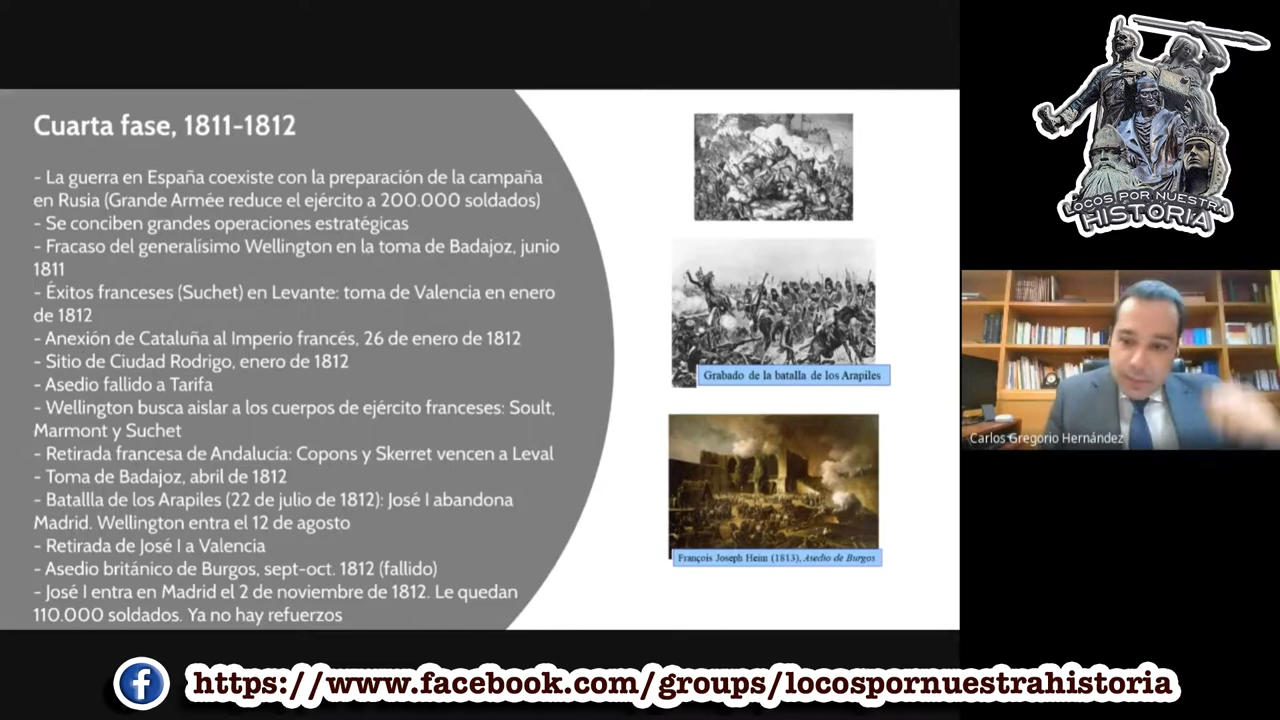 Cuarta fase, 1811-1812
- La guerra en España coexiste con la preparación de la campaña
en Rusia (Grande Armée reduce el ejército a 200.000 soldados)
- Se conciben grandes operaciones estratégicas
- Fracaso del generalísimo Wellington en la toma de Badajoz, junio
1811
- Éxitos franceses (Suchet) en Levante: toma de Valencia en enero
de 1812
- Anexión de Cataluña al Imperio francés, 26 de enero de 1812
- Sitio de Ciudad Rodrigo, enero de 1812
- Asedio fallido a Tarifa
- Wellington busca aislar a los cuerpos de ejército franceses: Soult,
Marmont y Suchet
- Retirada francesa de Andalucía: Copons y Skerret vencen a Leval
- Toma de Badajoz, abril de 1812
- Batallla de los Arapiles (22 de julio de 1812): José I abandona
Madrid. Wellington entra el 12 de agosto
- Retirada de José I a Valencia
- Asedio británico de Burgos, sept-oct. 1812 (fallido)
- José I entra en Madrid el 2 de noviembre de 1812. Le quedan
110.000 soldados. Ya no hay refuerzos
Grabado de la batalla de los Arapiles
François Joseph Heim (1813), Asedio de Burgos
LOCOS POR NUESTRA
HISTORIA
Carlos Gregorio Hernández
https://www.facebook.com/groups/locospornuestrahistoria